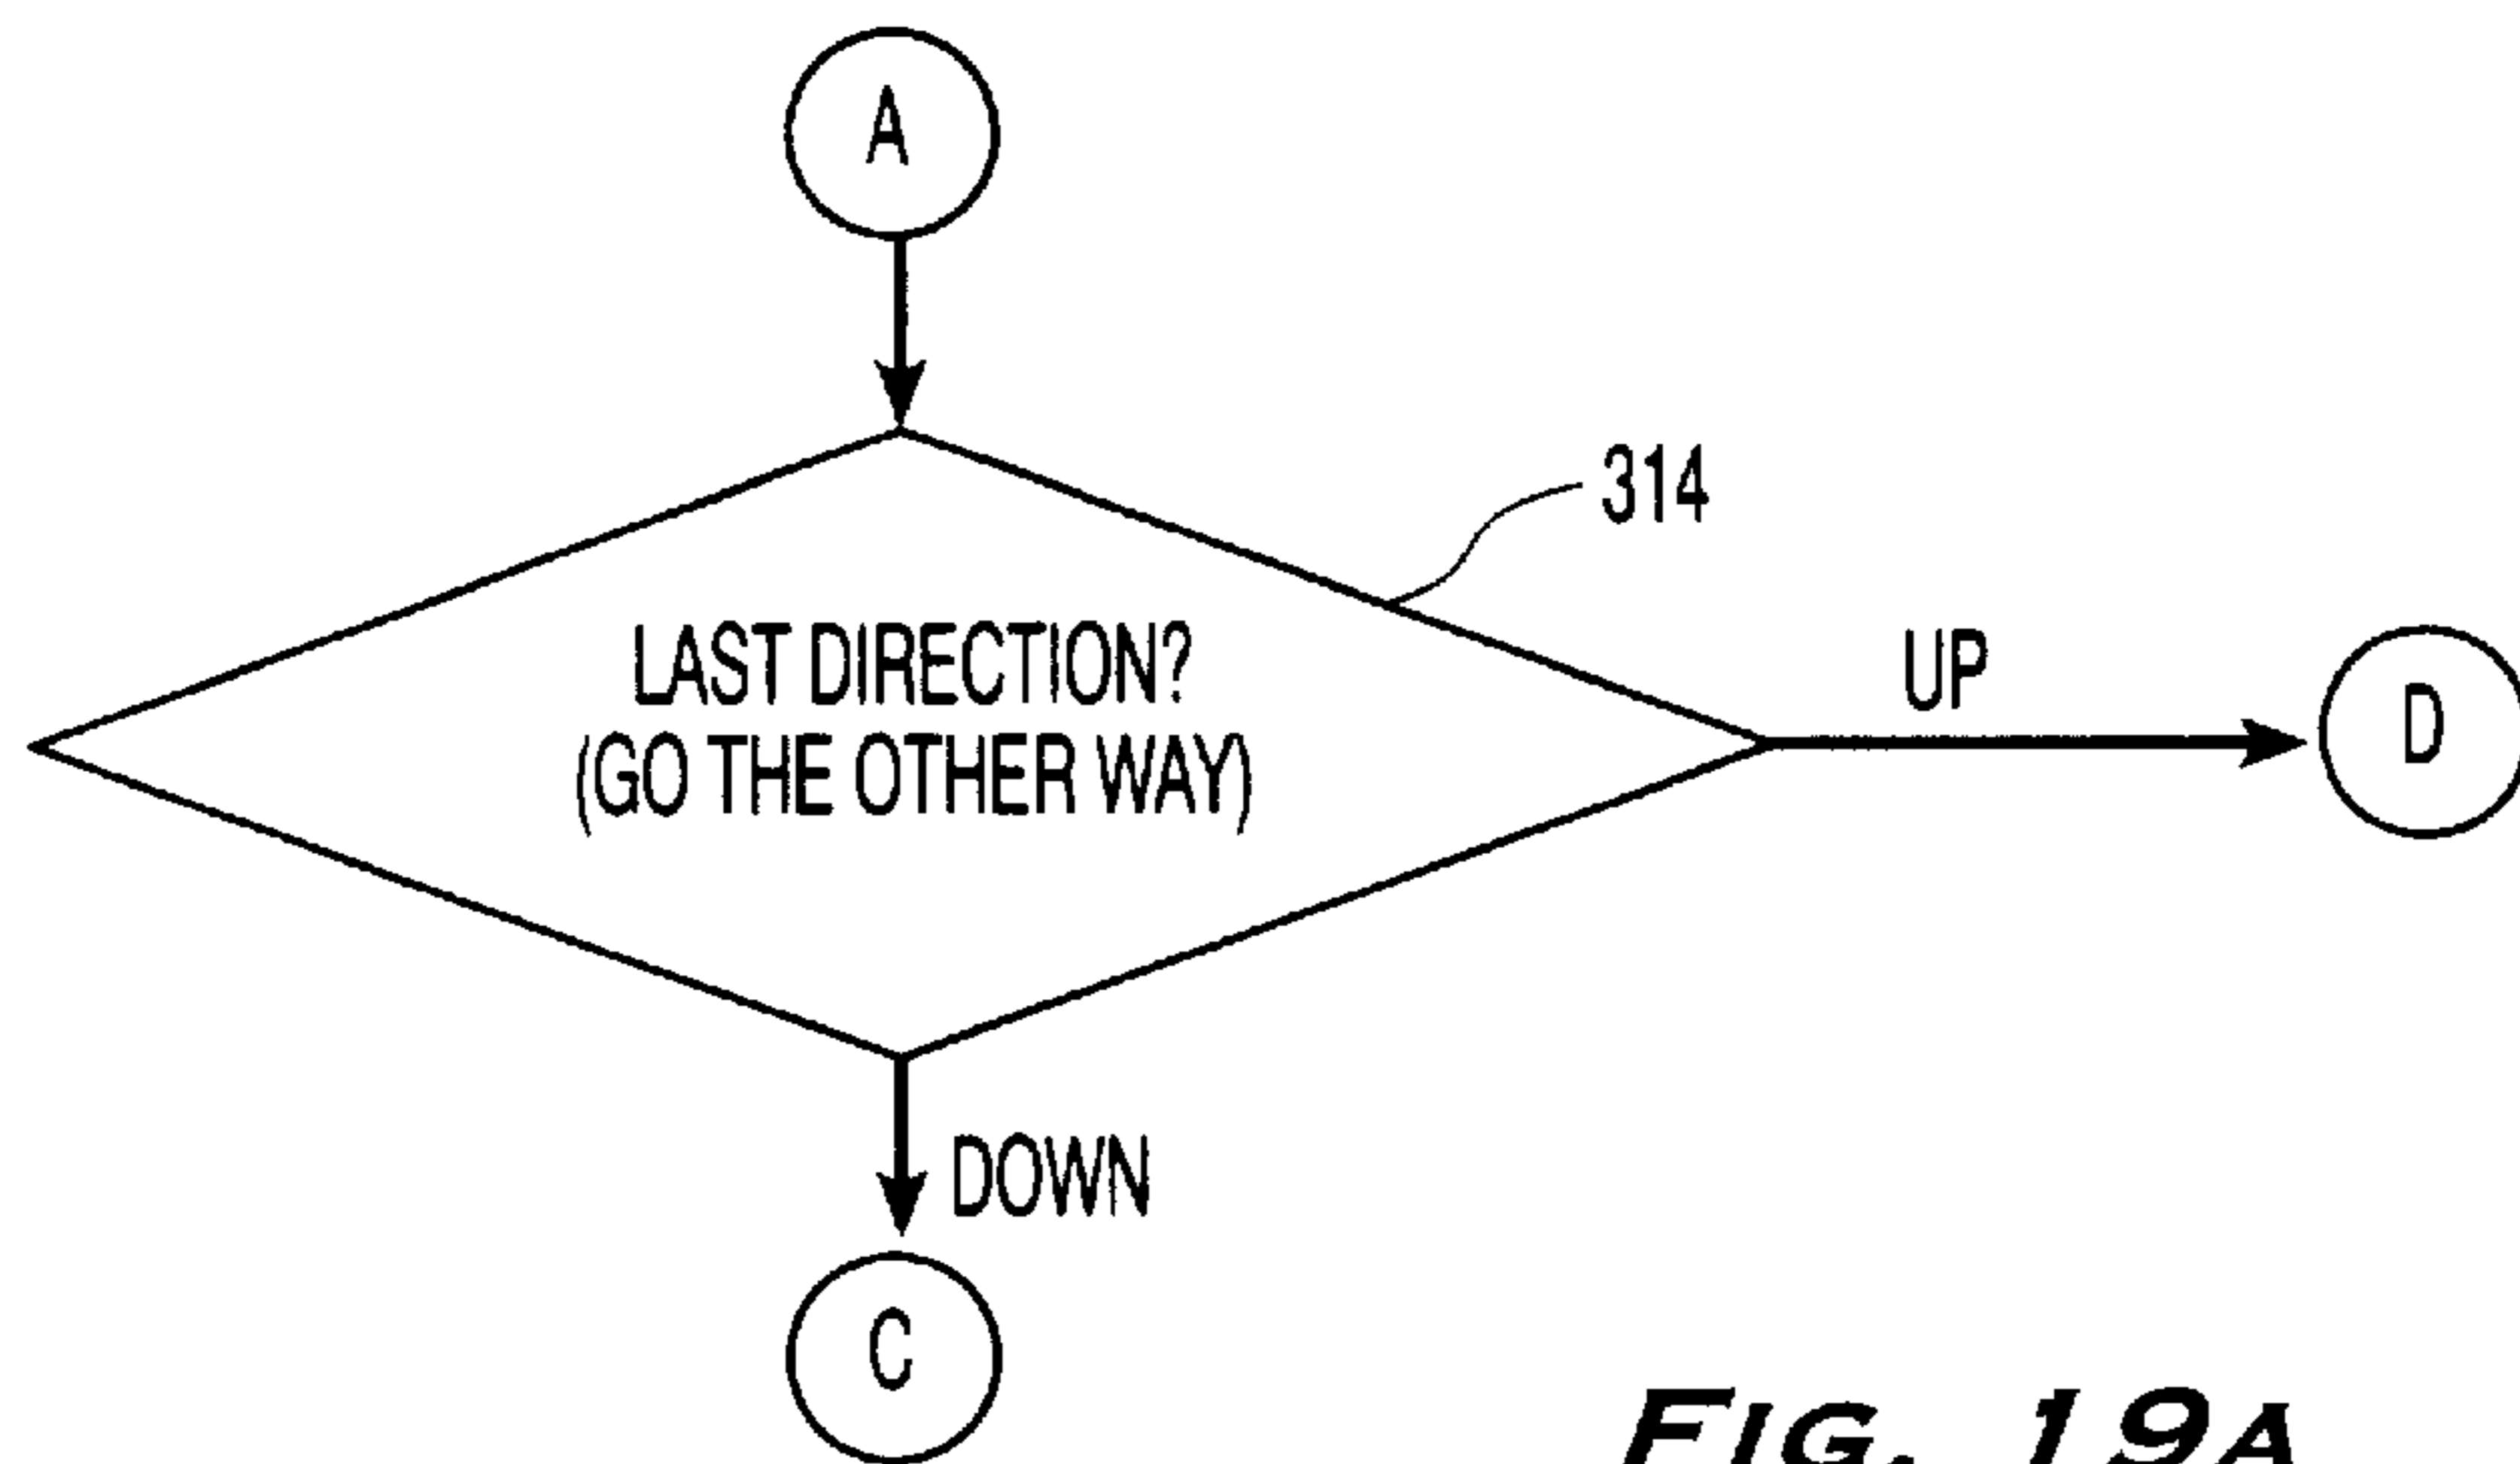 A
314
LAST DIRECTION?
(GO THE OTHER WAY)
UP
D
DOWN
C
FIG. 19A